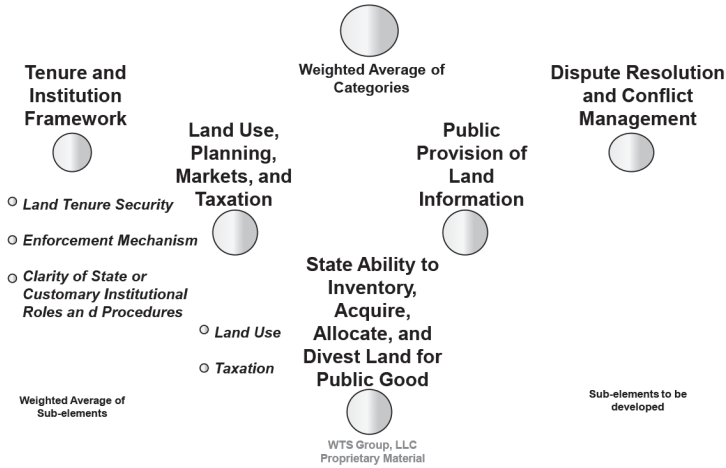 Weighted Average of
Categories
Tenure and
Institution
Framework
Land Tenure Security
Enforcement Mechanism
Clarity of State or
Customary Institutional
Roles an d Procedures
Weighted Average of
Sub-elements
Land Use,
Planning,
Markets, and
Taxation
Land Use
Taxation
State Ability to
Inventory,
Acquire,
Allocate, and
Divest Land for
Public Good
WTS Group, LLC
Proprietary Material
Public
Provision of
Land
Information
Dispute Resolution
and Conflict
Management
Sub-elements to be
developed